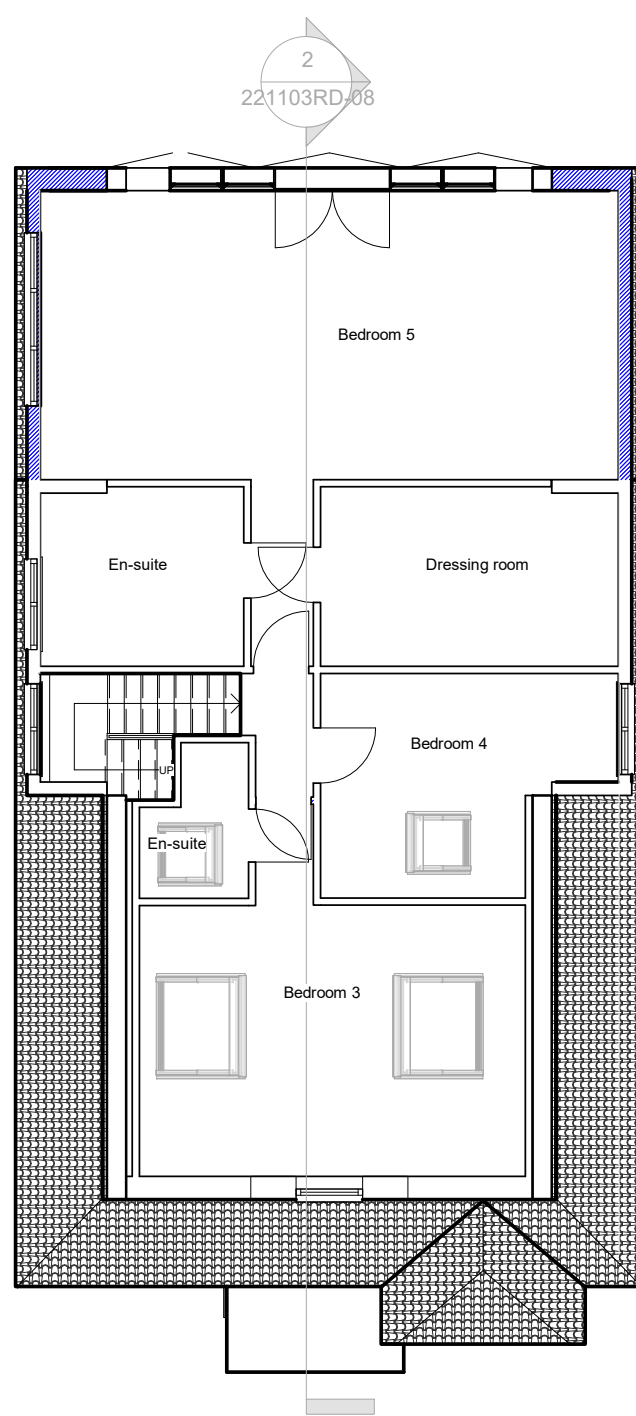 2
221103RD-08
Bedroom 5
En-suite
Dressing room
Bedroom 4
UP
En-suite
Bedroom 3